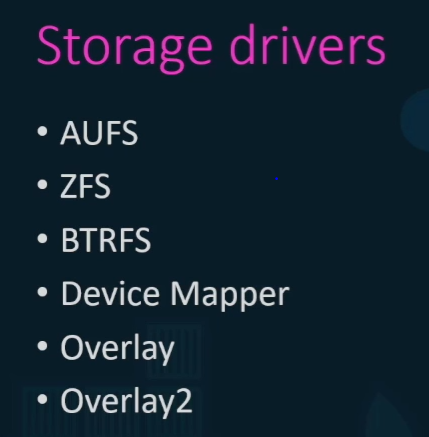 Storage drivers
• AUFS
• ZFS
• BTRFS
• Device Mapper
• Overlay
• Overlay2